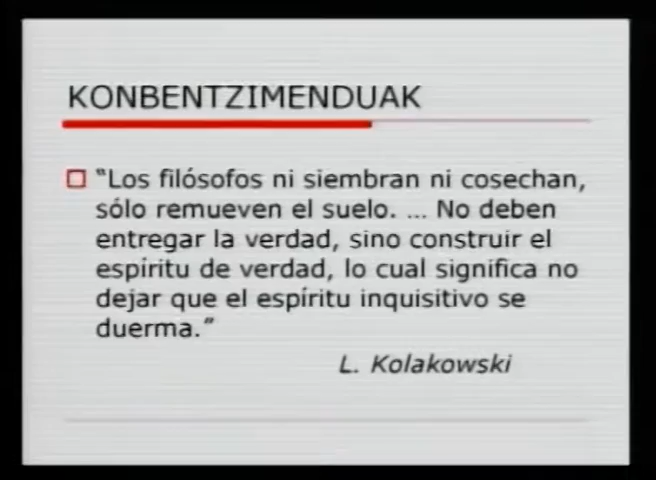 KONBENTZIMENDUAK
"Los filósofos ni siembran ni cosechan,
sólo remueven el suelo. ... No deben
entregar la verdad, sino construir el
espíritu de verdad, lo cual significa no
dejar que el espíritu inquisitivo se
duerma."
L. Kolakowski